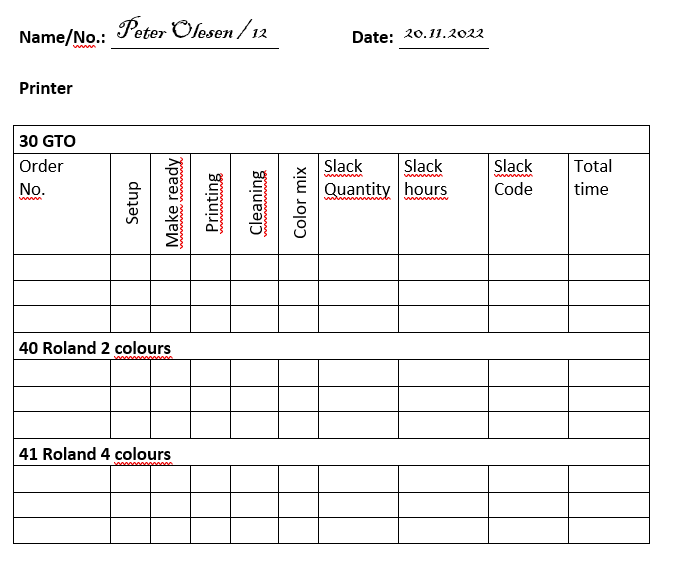 Name/No.: Peter Olesen / 12 Date: 20.11.2022
Printer
30 GTO
Order No. Setup Make ready Printing Cleaning Color mix Slack Quantity Slack hours Slack Code Total time
40 Roland 2 colours
41 Roland 4 colours